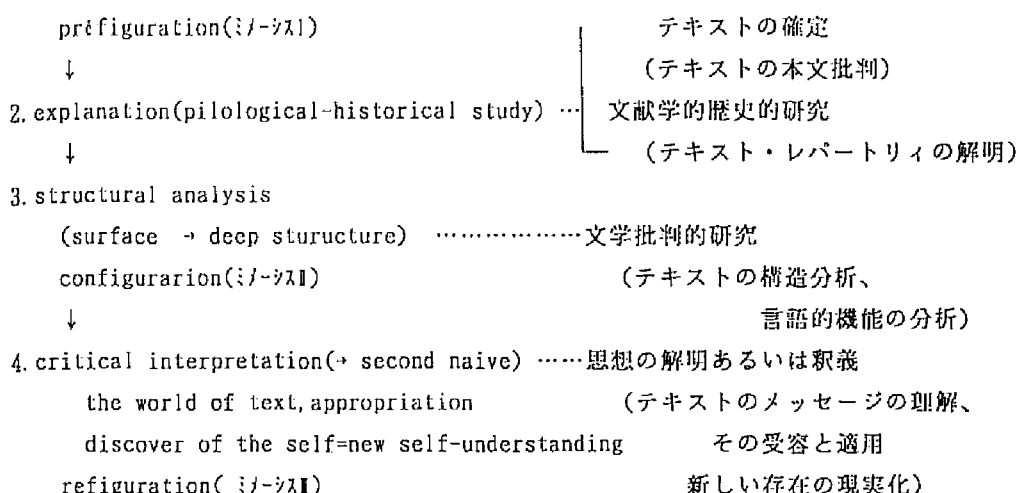 prefiguration(ミメーシスI) テキストの確定
↓ (テキストの本文批判)
2. explanation(pilological-historical study) … 文献学的歴史的研究
↓ (テキスト・レパートリィの解明)
3. structural analysis
(surface → deep sturucture) ………………文学批判的研究
configurarion(ミメーシスⅡ) (テキストの構造分析、
↓ 言語的機能の分析)
4. critical interpretation(→ second naive) ……思想の解明あるいは釈義
the world of text, appropriation (テキストのメッセージの理解、
discover of the self=new self-understanding その受容と適用
refiguration( ミメーシスⅡ) 新しい存在の現実化)